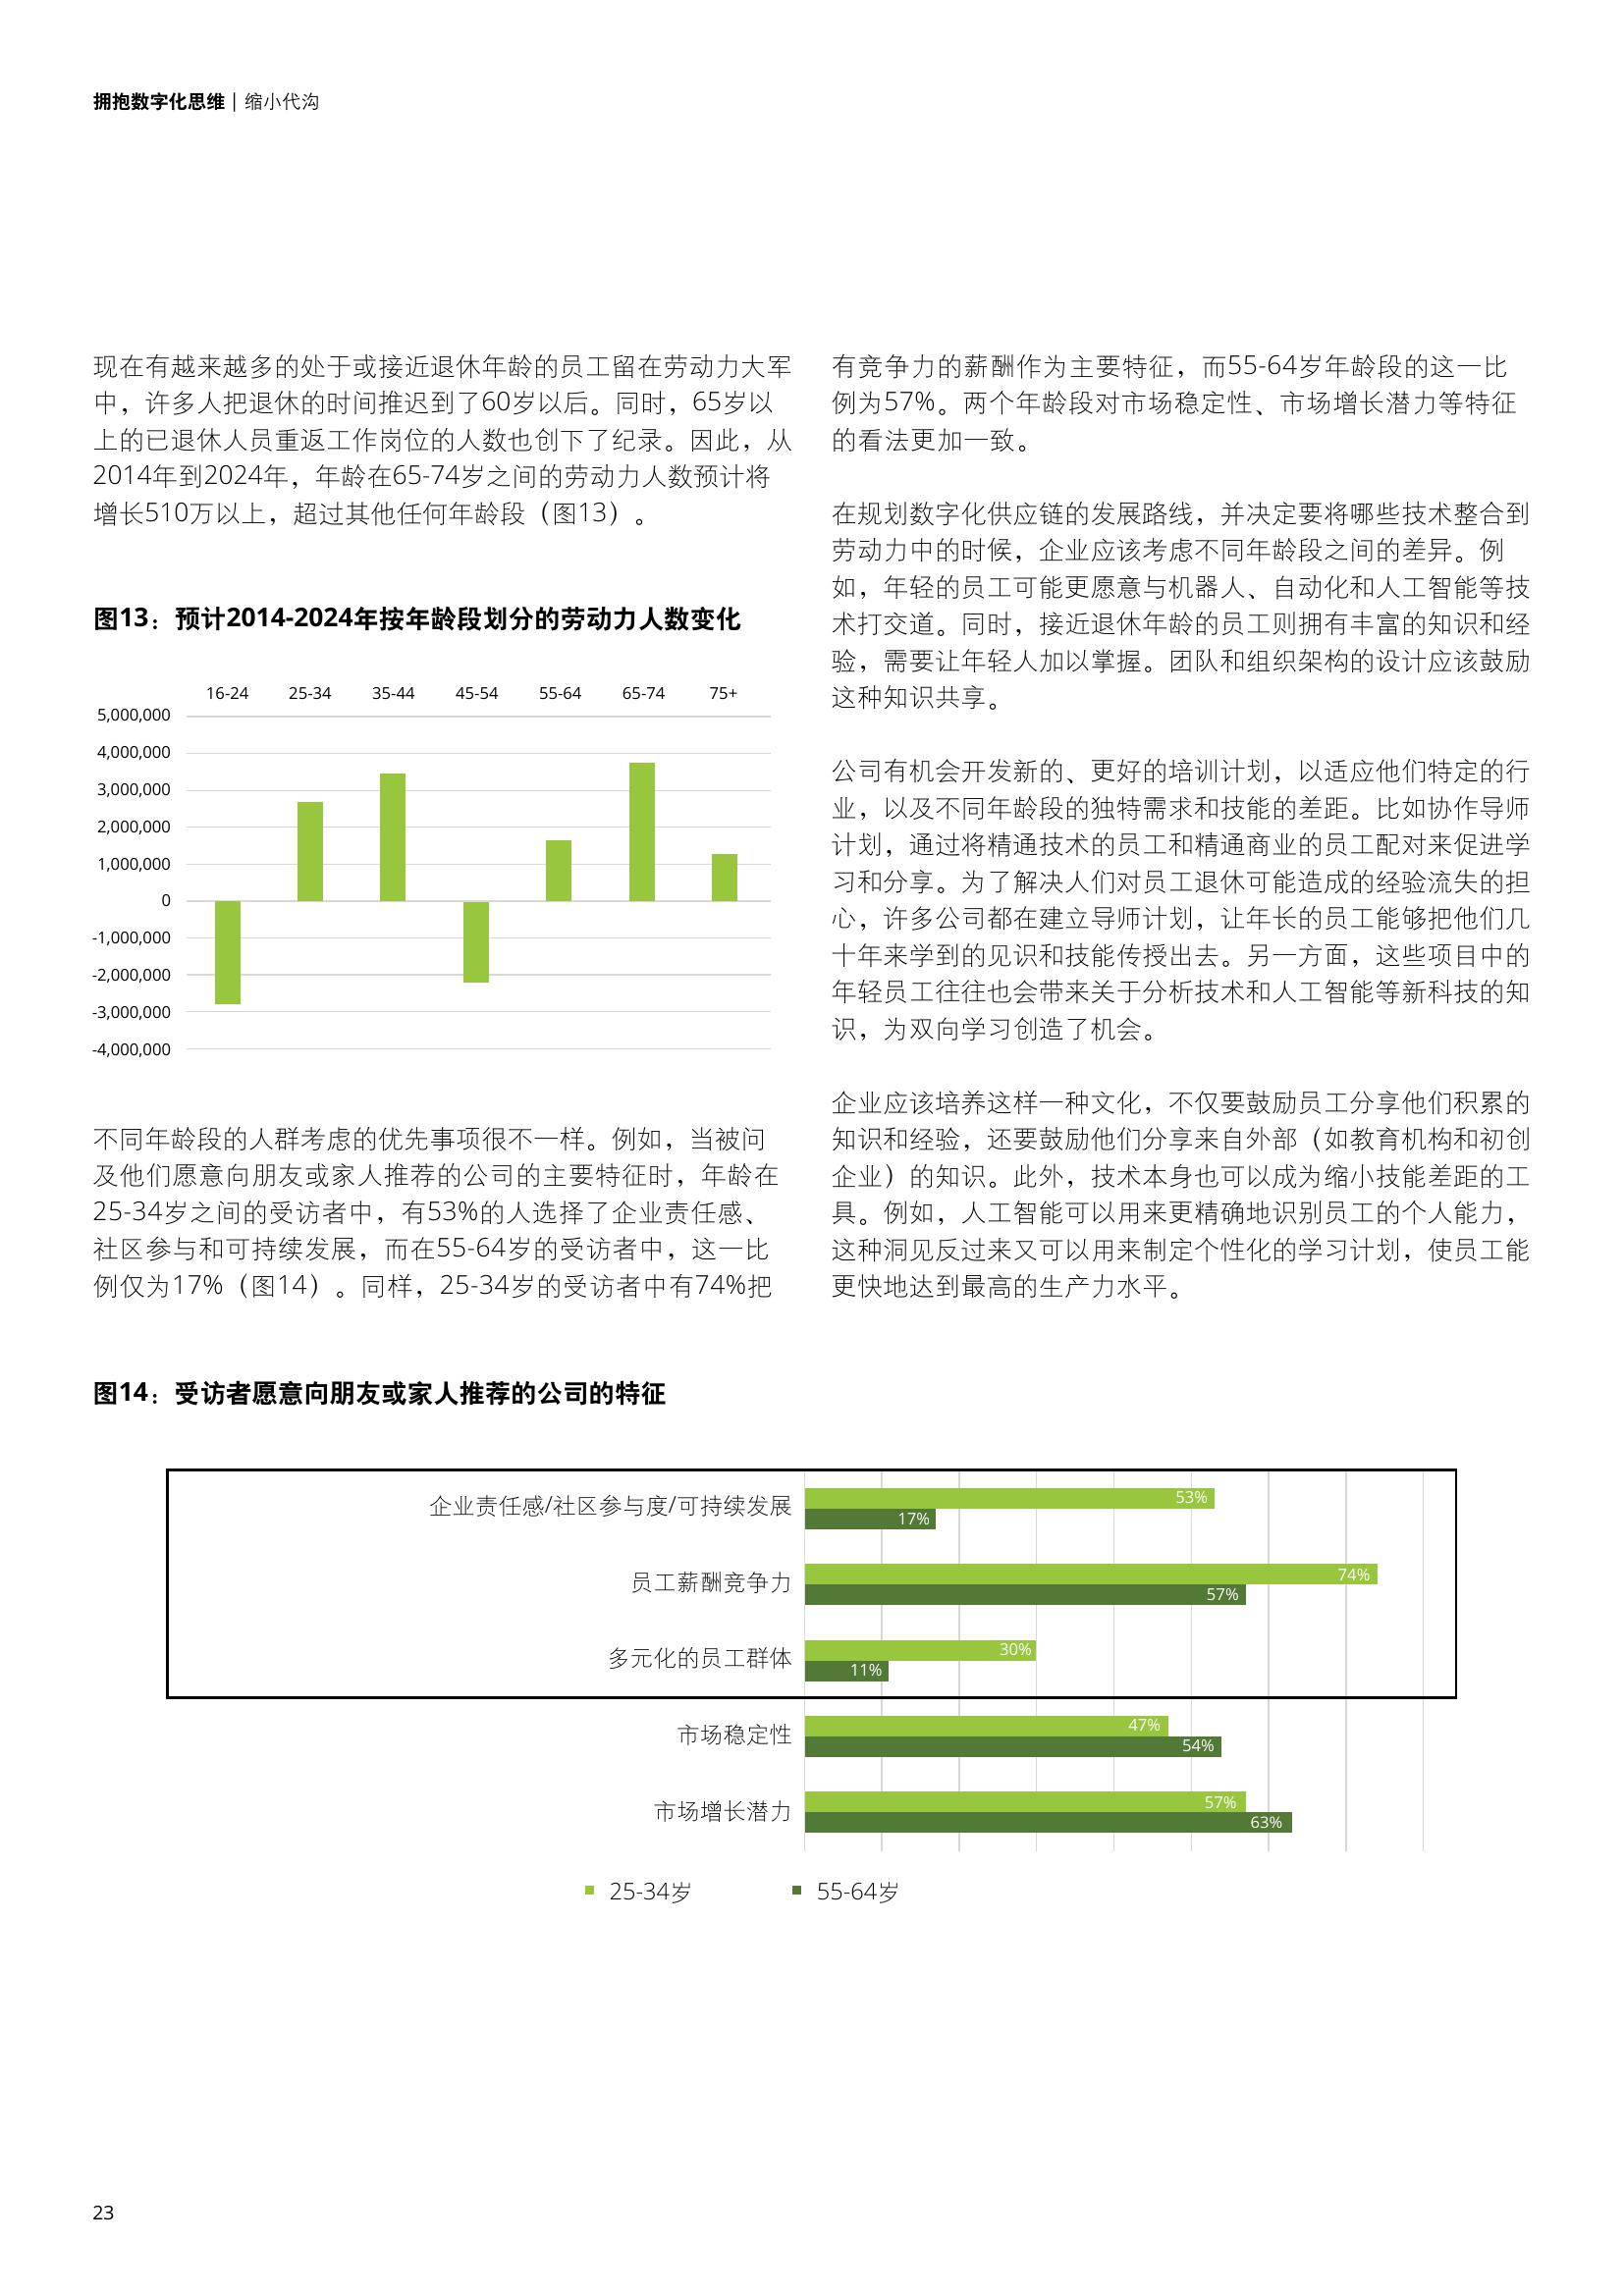 拥抱数字化思维 | 缩小代沟
现在有越来越多的处于或接近退休年龄的员工留在劳动力大军
中，许多人把退休的时间推迟到了60岁以后。同时，65岁以
上的已退休人员重返工作岗位的人数也创下了纪录。因此，从
2014年到2024年，年龄在65-74岁之间的劳动力人数预计将
增长510万以上，超过其他任何年龄段（图13）。
图13：预计2014-2024年按年龄段划分的劳动力人数变化
16-24 25-34 35-44 45-54 55-64 65-74 75+
5,000,000
4,000,000
3,000,000
2,000,000
1,000,000
0
-1,000,000
-2,000,000
-3,000,000
-4,000,000
不同年龄段的人群考虑的优先事项很不一样。例如，当被问
及他们愿意向朋友或家人推荐的公司的主要特征时，年龄在
25-34岁之间的受访者中，有53%的人选择了企业责任感、
社区参与和可持续发展，而在55-64岁的受访者中，这一比
例仅为17%（图14）。同样，25-34岁的受访者中有74%把
有竞争力的薪酬作为主要特征，而55-64岁年龄段的这一比
例为57%。两个年龄段对市场稳定性、市场增长潜力等特征
的看法更加一致。
在规划数字化供应链的发展路线，并决定要将哪些技术整合到
劳动力中的时候，企业应该考虑不同年龄段之间的差异。例
如，年轻的员工可能更愿意与机器人、自动化和人工智能等技
术打交道。同时，接近退休年龄的员工则拥有丰富的知识和经
验，需要让年轻人加以掌握。团队和组织架构的设计应该鼓励
这种知识共享。
公司有机会开发新的、更好的培训计划，以适应他们特定的行
业，以及不同年龄段的独特需求和技能的差距。比如协作导师
计划，通过将精通技术的员工和精通商业的员工配对来促进学
习和分享。为了解决人们对员工退休可能造成的经验流失的担
心，许多公司都在建立导师计划，让年长的员工能够把他们几
十年来学到的见识和技能传授出去。另一方面，这些项目中的
年轻员工往往也会带来关于分析技术和人工智能等新科技的知
识，为双向学习创造了机会。
企业应该培养这样一种文化，不仅要鼓励员工分享他们积累的
知识和经验，还要鼓励他们分享来自外部（如教育机构和初创
企业）的知识。此外，技术本身也可以成为缩小技能差距的工
具。例如，人工智能可以用来更精确地识别员工的个人能力，
这种洞见反过来又可以用来制定个性化的学习计划，使员工能
更快地达到最高的生产力水平。
图14：受访者愿意向朋友或家人推荐的公司的特征
企业责任感/社区参与度/可持续发展 53%
17%
员工薪酬竞争力 74%
57%
多元化的员工群体 30%
11%
市场稳定性 47%
54%
市场增长潜力 57%
63%
25-34岁 55-64岁
23